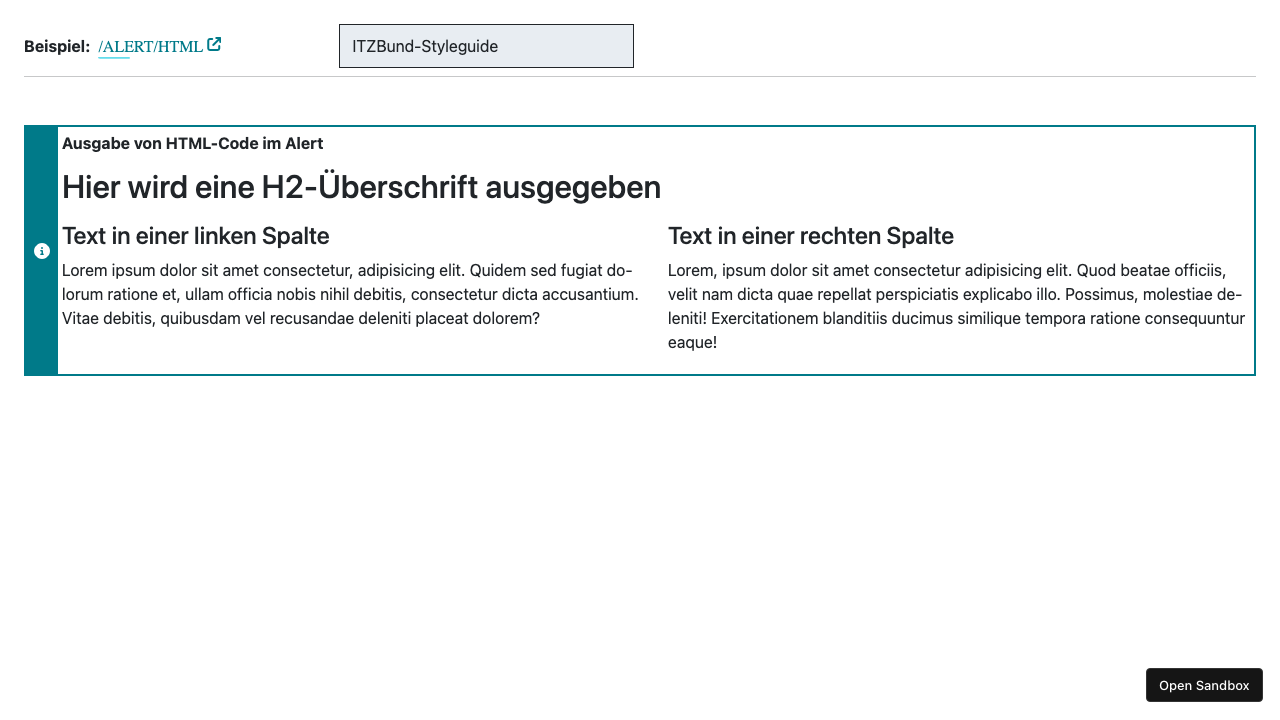 Beispiel: /ALERT/HTML
ITZBund-Styleguide
Ausgabe von HTML-Code im Alert
Hier wird eine H2-Überschrift ausgegeben
Text in einer linken Spalte
Lorem ipsum dolor sit amet consectetur, adipisicing elit. Quidem sed fugiat do-
lorum ratione et, ullam officia nobis nihil debitis, consectetur dicta accusantium.
Vitae debitis, quibusdam vel recusandae deleniti placeat dolorem?
Text in einer rechten Spalte
Lorem, ipsum dolor sit amet consectetur adipisicing elit. Quod beatae officiis,
velit nam dicta quae repellat perspiciatis explicabo illo. Possimus, molestiae de-
leniti! Exercitationem blanditiis ducimus similique tempora ratione consequuntur
eaque!
Open Sandbox